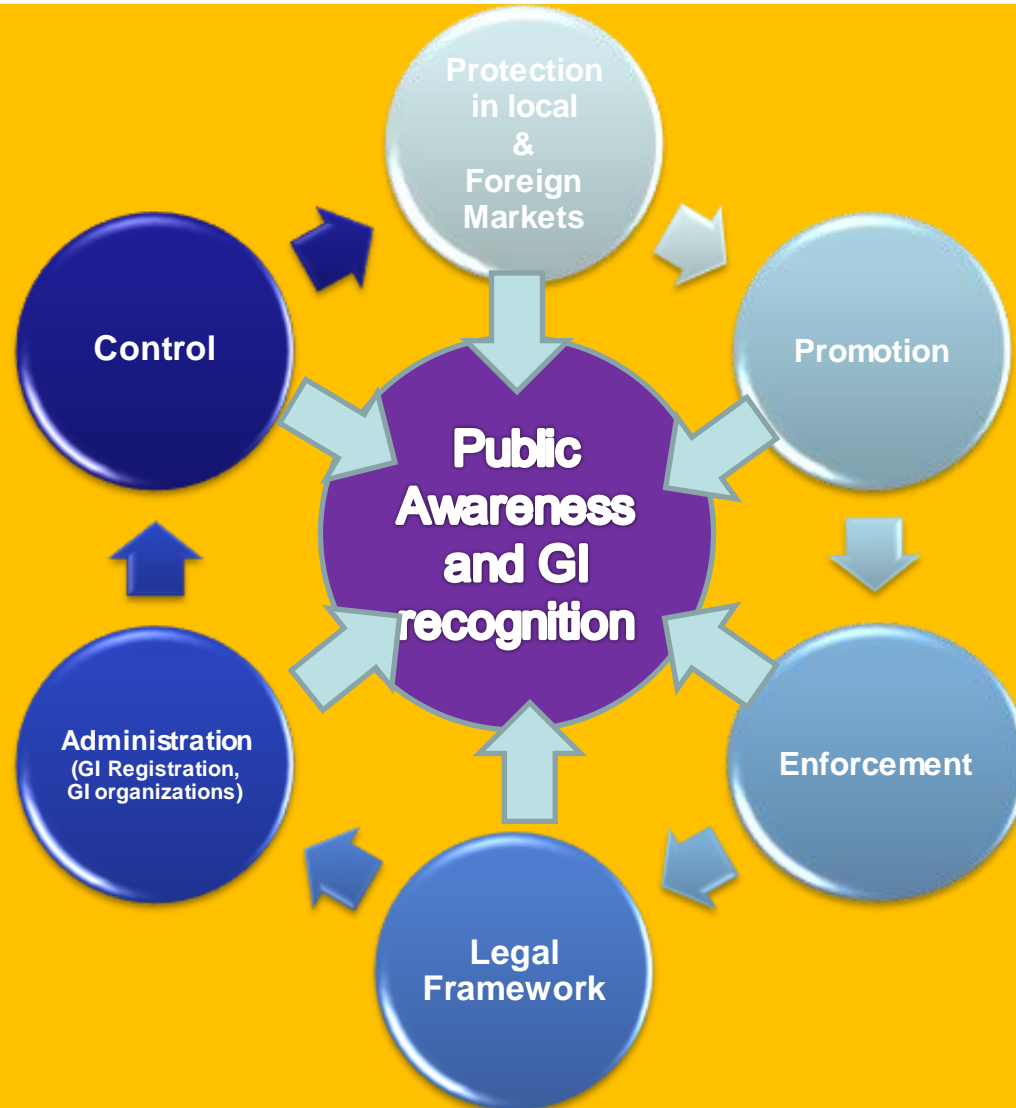 Protection
in local
&
Foreign
Markets
Control
Promotion
Public
Awareness
and GI
recognition
Administration
(GI Registration,
GI organizations)
Enforcement
Legal
Framework